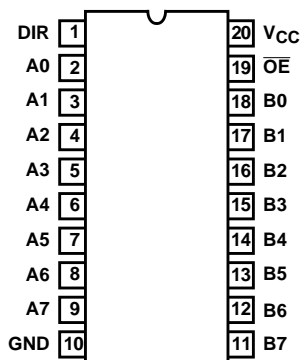 DIR 1 20 VCC
A0 2 19 OE
A1 3 18 B0
A2 4 17 B1
A3 5 16 B2
A4 6 15 B3
A5 7 14 B4
A6 8 13 B5
A7 9 12 B6
GND 10 11 B7